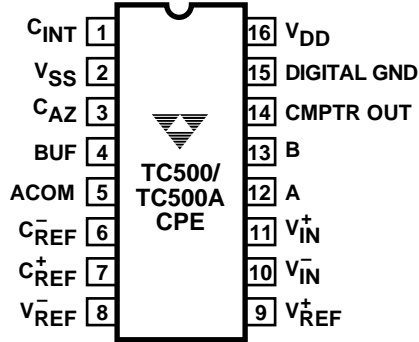 C⁻INT 1
VSS 2
CAZ 3
BUF 4
ACOM 5
C⁻REF 6
C⁺REF 7
V⁻REF 8
TC500/
TC500A
CPE
16 VDD
15 DIGITAL GND
14 CMPTR OUT
13 B
12 A
11 V⁺IN
10 V⁻IN
9 V⁺REF